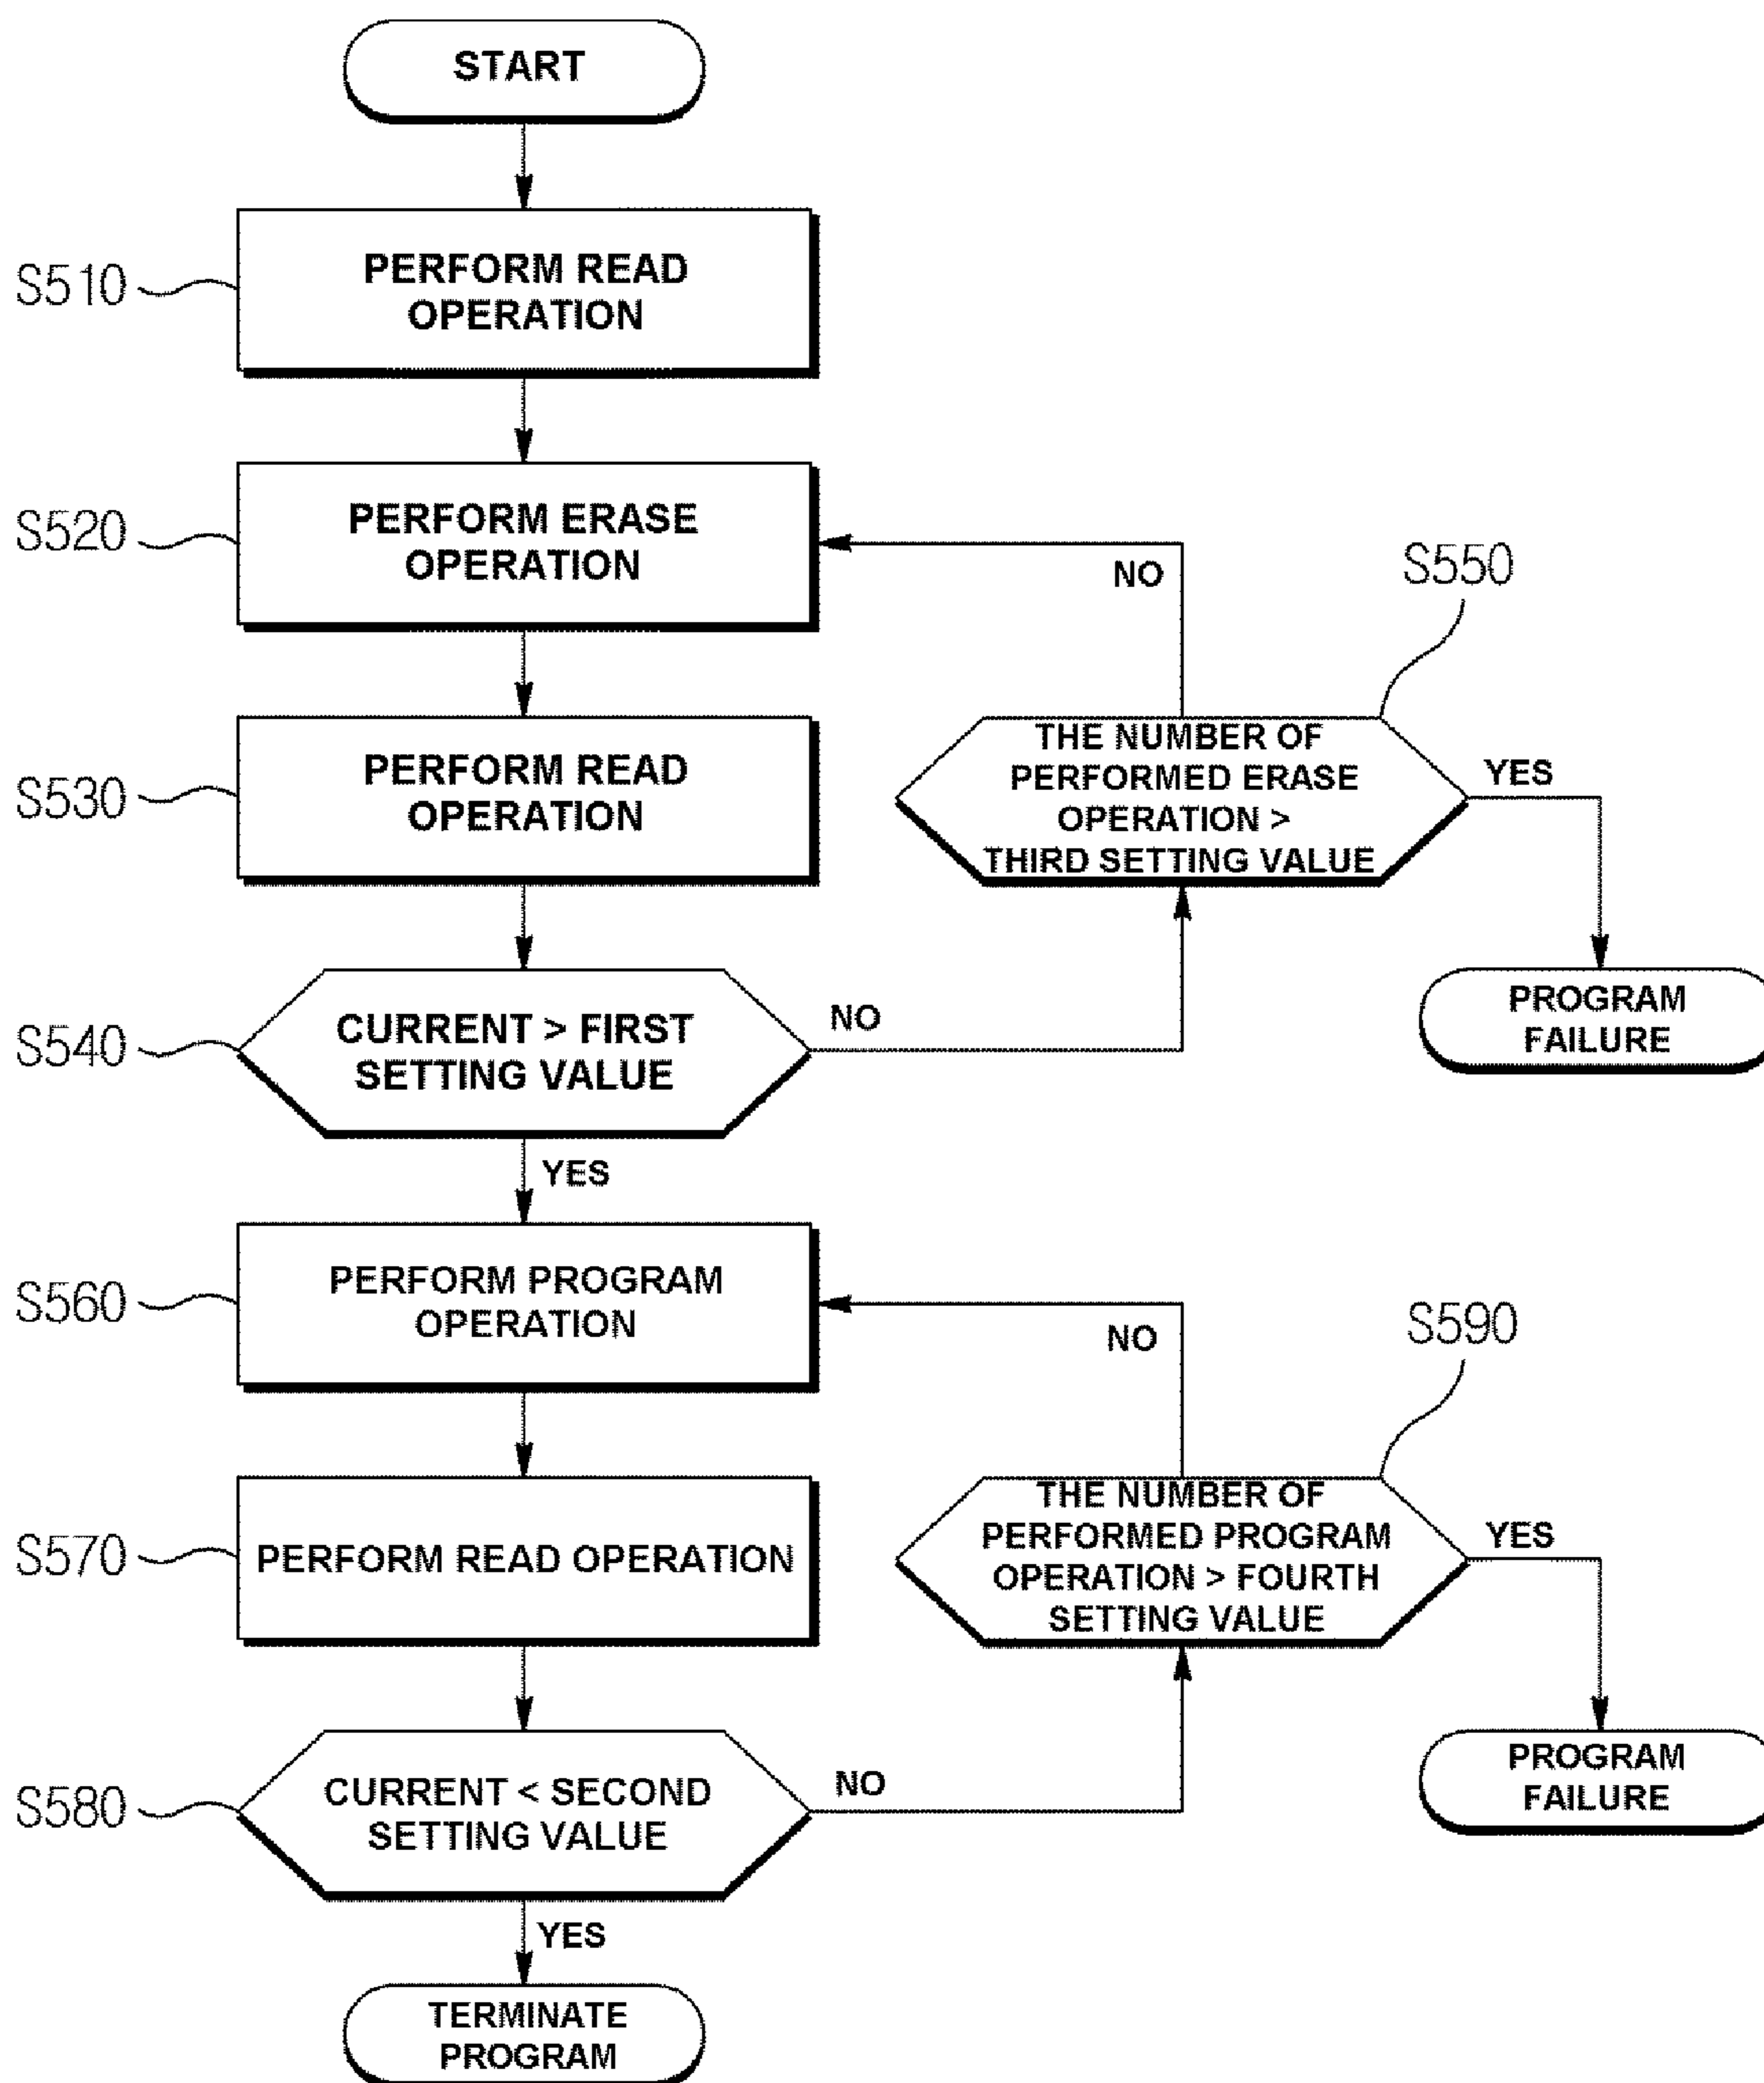 START
S510
PERFORM READ
OPERATION
S520
PERFORM ERASE
OPERATION
NO
S550
S530
PERFORM READ
OPERATION
THE NUMBER OF
PERFORMED ERASE
OPERATION >
THIRD SETTING VALUE
YES
S540
CURRENT > FIRST
SETTING VALUE
NO
PROGRAM
FAILURE
YES
S560
PERFORM PROGRAM
OPERATION
NO
S590
S570
PERFORM READ OPERATION
THE NUMBER OF
PERFORMED PROGRAM
OPERATION > FOURTH
SETTING VALUE
YES
S580
CURRENT < SECOND
SETTING VALUE
NO
PROGRAM
FAILURE
YES
TERMINATE
PROGRAM